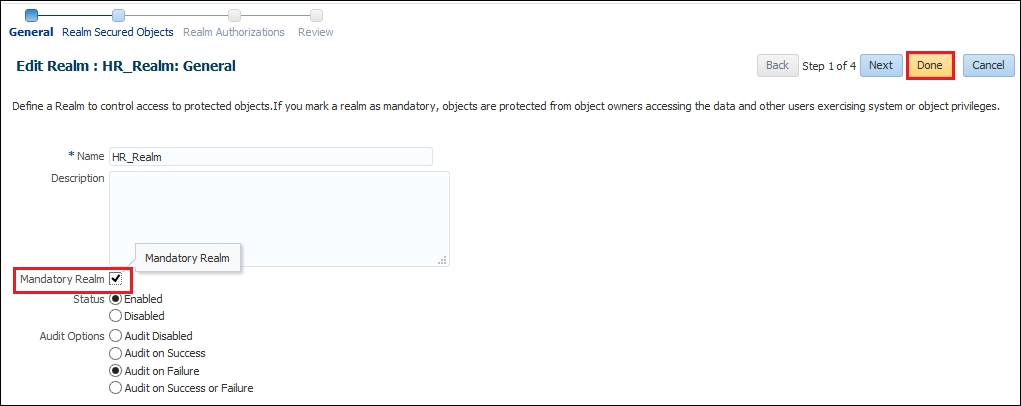 General Realm Secured Objects Realm Authorizations Review
Edit Realm : HR_Realm: General
Back Step 1 of 4 Next Done Cancel
Define a Realm to control access to protected objects.If you mark a realm as mandatory, objects are protected from object owners accessing the data and other users exercising system or object privileges.
* Name HR_Realm
Description
Mandatory Realm
Mandatory Realm
Status Enabled
Disabled
Audit Options Audit Disabled
Audit on Success
Audit on Failure
Audit on Success or Failure